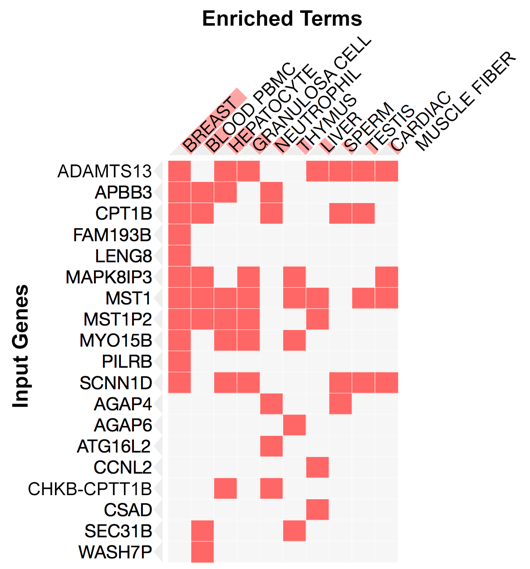 Enriched Terms
BREAST
BLOOD PBMC
HEPATOCYTE
GRANULOSA CELL
NEUTROPHIL
THYMUS
LIVER
SPERM
TESTIS
CARDIAC
MUSCLE FIBER
Input Genes
ADAMTS13
APBB3
CPT1B
FAM193B
LENG8
MAPK8IP3
MST1
MST1P2
MYO15B
PILRB
SCNN1D
AGAP4
AGAP6
ATG16L2
CCNL2
CHKB-CPTT1B
CSAD
SEC31B
WASH7P